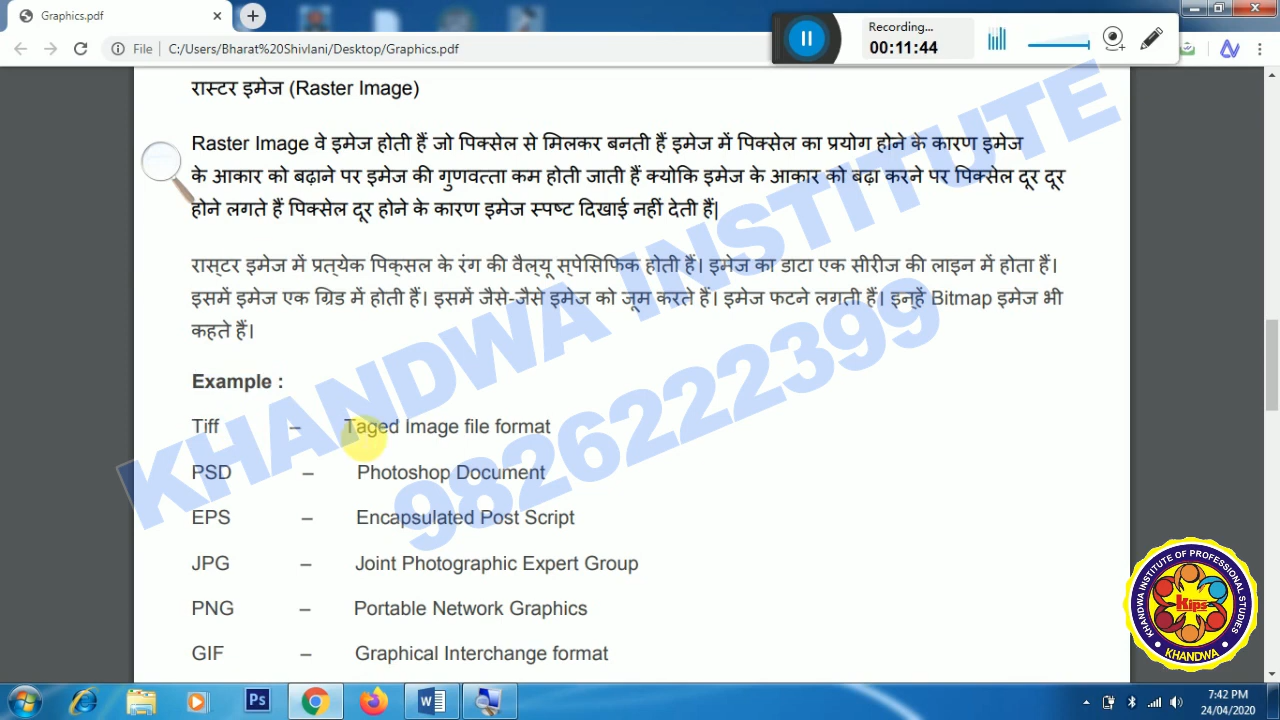 Graphics.pdf
Recording...
00:11:44
File
C:/Users/Bharat%20Shivlani/Desktop/Graphics.pdf
रास्टर इमेज (Raster Image)
Raster Image वे इमेज होती हैं जो पिक्सेल से मिलकर बनती हैं इमेज में पिक्सेल का प्रयोग होने के कारण इमेज
के आकार को बढ़ाने पर इमेज की गुणवत्ता कम होती जाती हैं क्योकि इमेज के आकार को बढ़ा करने पर पिक्सेल दूर दूर
होने लगते हैं पिक्सेल दूर होने के कारण इमेज स्पष्ट दिखाई नहीं देती हैं|
रास्‍टर इमेज में प्रत्‍येक पिक्‍सल के रंग की वैल्‍यू स्‍पेसिफिक होती हैं। इमेज का डाटा एक सीरीज की लाइन में होता हैं।
इसमें इमेज एक ग्रिड में होती हैं। इसमें जैसे-जैसे इमेज को जूम करते हैं। इमेज फटने लगती हैं। इन्‍हें Bitmap इमेज भी
कहते हैं।
Example :
Tiff – Taged Image file format
PSD – Photoshop Document
EPS – Encapsulated Post Script
JPG – Joint Photographic Expert Group
PNG – Portable Network Graphics
GIF – Graphical Interchange format
KHANDWA INSTITUTE
9826222399
KHANDWA INSTITUTE OF PROFESSIONAL STUDIES
Kips
KHANDWA
Ps
7:42 PM
24/04/2020